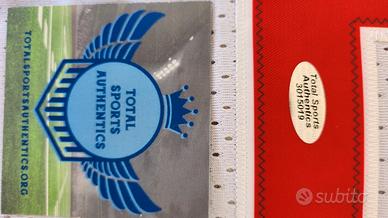 TOTALSPORTSAUTHENTICS.ORG
TOTAL
SPORTS
AUTHENTICS
Total Sports
Authentics
3015019
subito